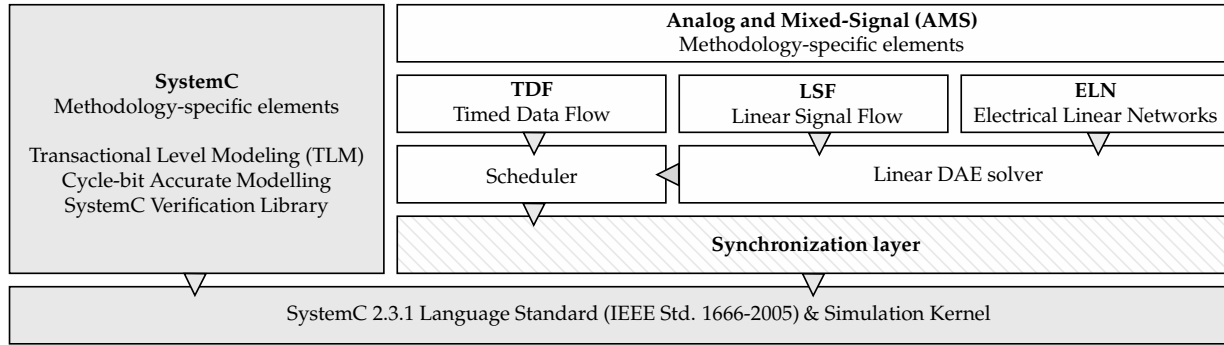 SystemC
Methodology-specific elements
Transactional Level Modeling (TLM)
Cycle-bit Accurate Modelling
SystemC Verification Library
Analog and Mixed-Signal (AMS)
Methodology-specific elements
TDF
Timed Data Flow
LSF
Linear Signal Flow
ELN
Electrical Linear Networks
Scheduler
Linear DAE solver
Synchronization layer
SystemC 2.3.1 Language Standard (IEEE Std. 1666-2005) & Simulation Kernel